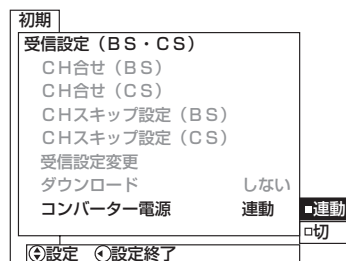 初期
受信設定（ＢＳ・ＣＳ）
ＣＨ合せ（ＢＳ）
ＣＨ合せ（ＣＳ）
ＣＨスキップ設定（ＢＳ）
ＣＨスキップ設定（ＣＳ）
受信設定変更
ダウンロード しない
コンバーター電源 連動 ■連動
□切
設定 設定終了